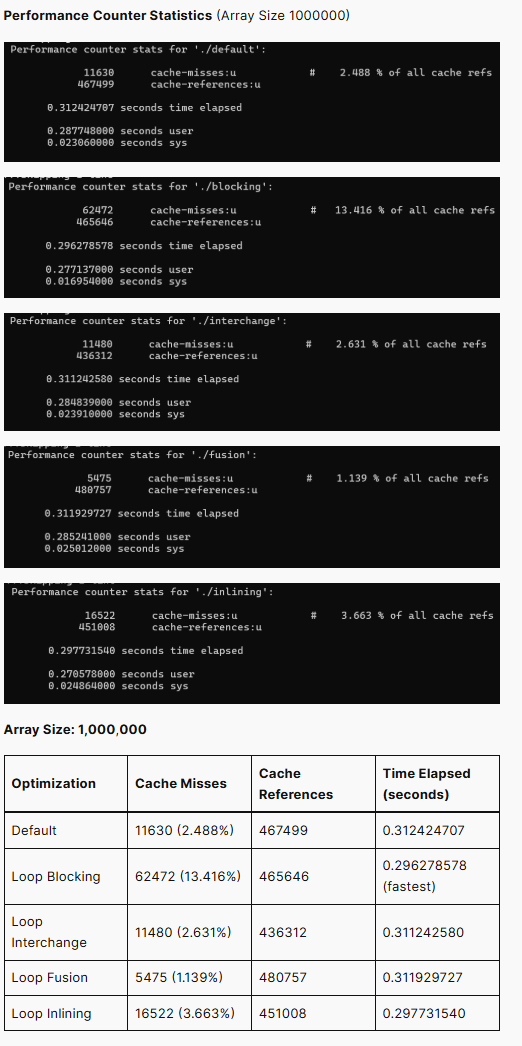 Performance Counter Statistics (Array Size 1000000)
Performance counter stats for './default':
11630 cache-misses:u # 2.488 % of all cache refs
467499 cache-references:u
0.312424707 seconds time elapsed
0.287748000 seconds user
0.023060000 seconds sys
Performance counter stats for './blocking':
62472 cache-misses:u # 13.416 % of all cache refs
465646 cache-references:u
0.296278578 seconds time elapsed
0.277137000 seconds user
0.016954000 seconds sys
Performance counter stats for './interchange':
11480 cache-misses:u # 2.631 % of all cache refs
436312 cache-references:u
0.311242580 seconds time elapsed
0.284839000 seconds user
0.023910000 seconds sys
Performance counter stats for './fusion':
5475 cache-misses:u # 1.139 % of all cache refs
480757 cache-references:u
0.311929727 seconds time elapsed
0.285241000 seconds user
0.025012000 seconds sys
Performance counter stats for './inlining':
16522 cache-misses:u # 3.663 % of all cache refs
451008 cache-references:u
0.297731540 seconds time elapsed
0.270578000 seconds user
0.024864000 seconds sys
Array Size: 1,000,000
Optimization Cache Misses Cache References Time Elapsed (seconds)
Default 11630 (2.488%) 467499 0.312424707
Loop Blocking 62472 (13.416%) 465646 0.296278578 (fastest)
Loop Interchange 11480 (2.631%) 436312 0.311242580
Loop Fusion 5475 (1.139%) 480757 0.311929727
Loop Inlining 16522 (3.663%) 451008 0.297731540